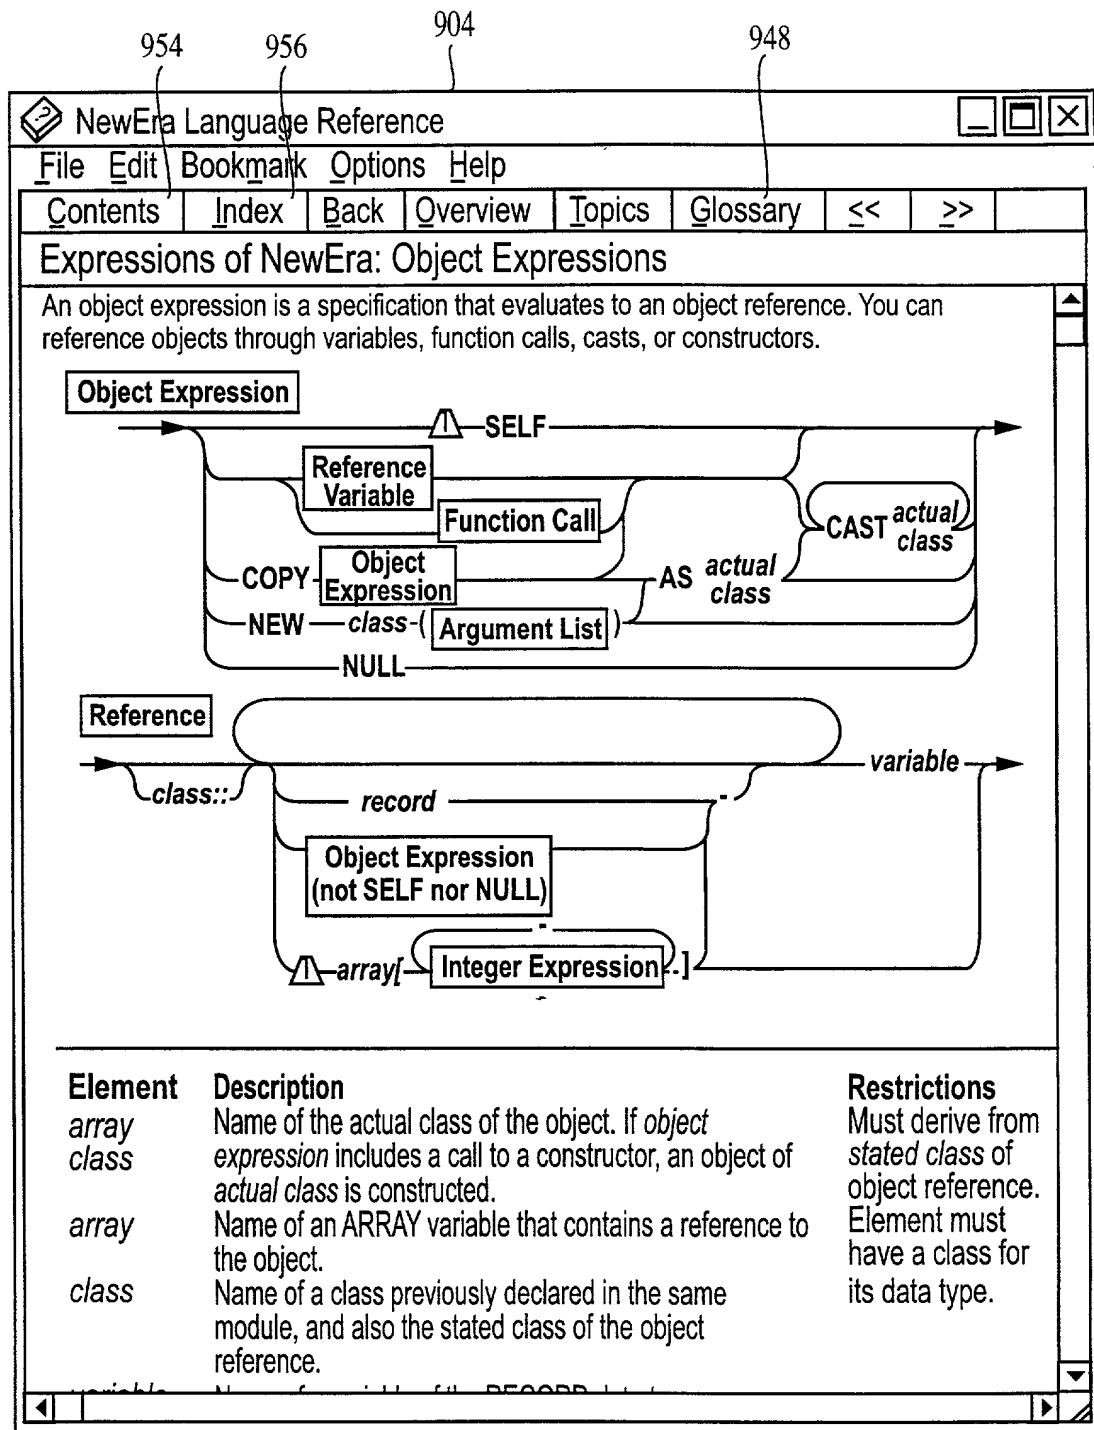 904
954
956
948
NewEra Language Reference
File Edit Bookmark Options Help
Contents Index Back Overview Topics Glossary << >>
Expressions of NewEra: Object Expressions
An object expression is a specification that evaluates to an object reference. You can
reference objects through variables, function calls, casts, or constructors.
Object Expression
SELF
Reference
Variable
Function Call
CAST actual
class
COPY Object
Expression
AS actual
class
NEW class ( Argument List )
NULL
Reference
class::
variable
record
Object Expression
(not SELF nor NULL)
array[ Integer Expression ]
Element Description Restrictions
array Name of the actual class of the object. If object Must derive from
class expression includes a call to a constructor, an object of stated class of
actual class is constructed. object reference.
array Name of an ARRAY variable that contains a reference to Element must
the object. have a class for
class Name of a class previously declared in the same its data type.
module, and also the stated class of the object
reference.